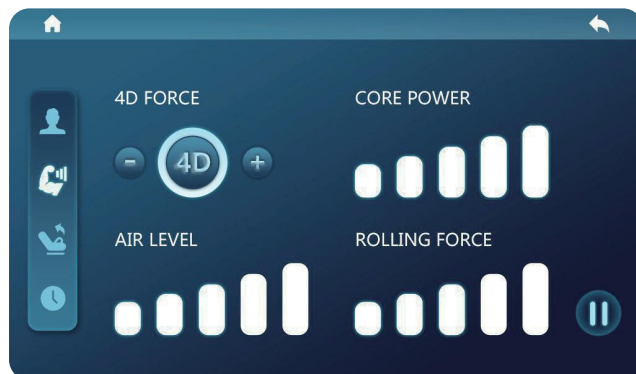 4D FORCE
CORE POWER
- 4D +
AIR LEVEL
ROLLING FORCE